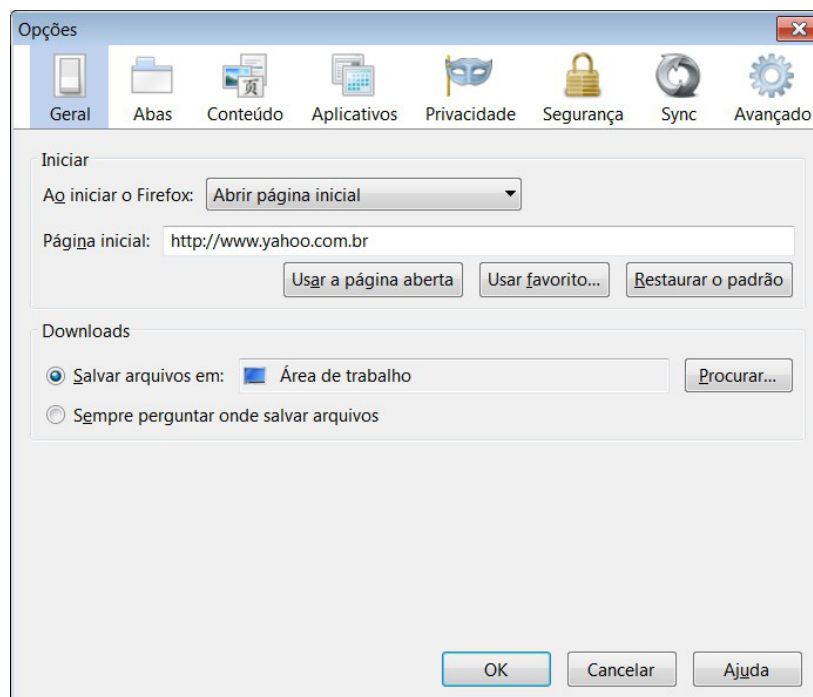 Opções
Geral Abas Conteúdo Aplicativos Privacidade Segurança Sync Avançado
Iniciar
Ao iniciar o Firefox: Abrir página inicial
Página inicial: http://www.yahoo.com.br
Usar a página aberta Usar favorito... Restaurar o padrão
Downloads
Salvar arquivos em: Área de trabalho Procurar...
Sempre perguntar onde salvar arquivos
OK Cancelar Ajuda